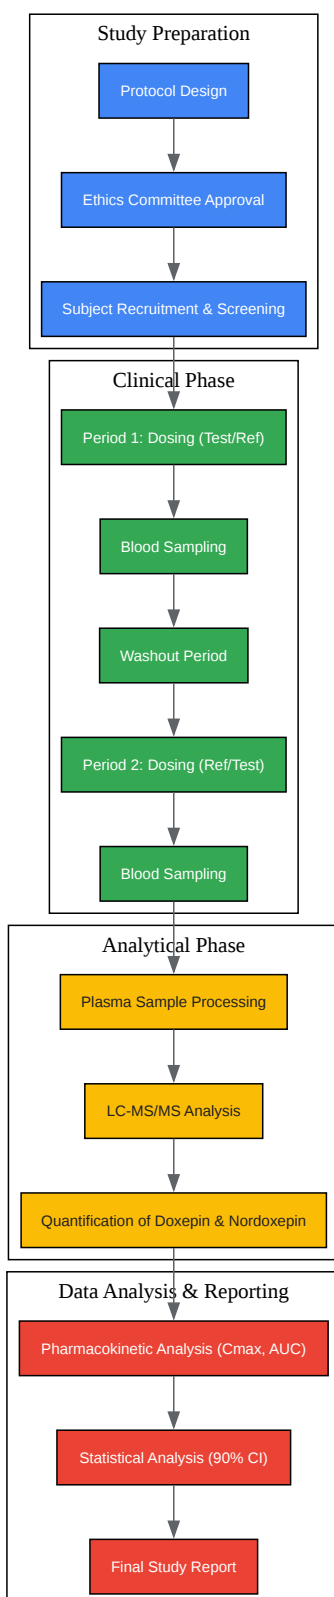 Study Preparation
Protocol Design
Ethics Committee Approval
Subject Recruitment & Screening
Clinical Phase
Period 1: Dosing (Test/Ref)
Blood Sampling
Washout Period
Period 2: Dosing (Ref/Test)
Blood Sampling
Analytical Phase
Plasma Sample Processing
LC-MS/MS Analysis
Quantification of Doxepin & Nordoxepin
Data Analysis & Reporting
Pharmacokinetic Analysis (Cmax, AUC)
Statistical Analysis (90% CI)
Final Study Report